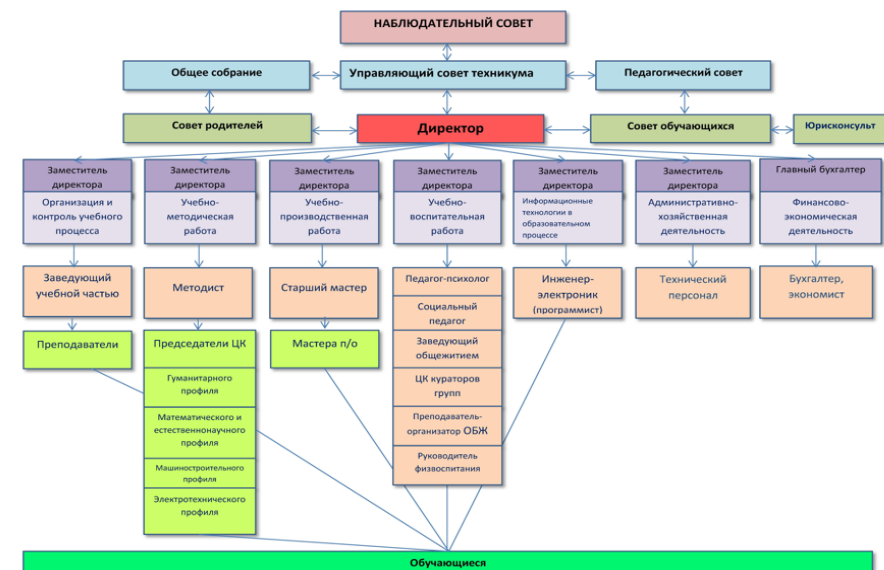 НАБЛЮДАТЕЛЬНЫЙ СОВЕТ
Общее собрание
Управляющий совет техникума
Педагогический совет
Совет родителей
Директор
Совет обучающихся
Юрисконсульт
Заместитель
директора
Организация и
контроль учебного
процесса
Заместитель
директора
Учебно-
методическая
работа
Заместитель
директора
Учебно-
производственная
работа
Заместитель
директора
Учебно-
воспитательная
работа
Заместитель
директора
Информационные
технологии в
образовательном
процессе
Заместитель
директора
Административно-
хозяйственная
деятельность
Главный бухгалтер
Финансово-
экономическая
деятельность
Заведующий
учебной частью
Методист
Старший мастер
Педагог-психолог
Социальный
педагог
Заведующий
общежитием
ЦК кураторов
групп
Преподаватель-
организатор ОБЖ
Руководитель
физвоспитания
Инженер-
электроник
(программист)
Технический
персонал
Бухгалтер,
экономист
Преподаватели
Председатели ЦК
Гуманитарного
профиля
Математического и
естественнонаучного
профиля
Машиностроительного
профиля
Электротехнического
профиля
Мастера п/о
Обучающиеся